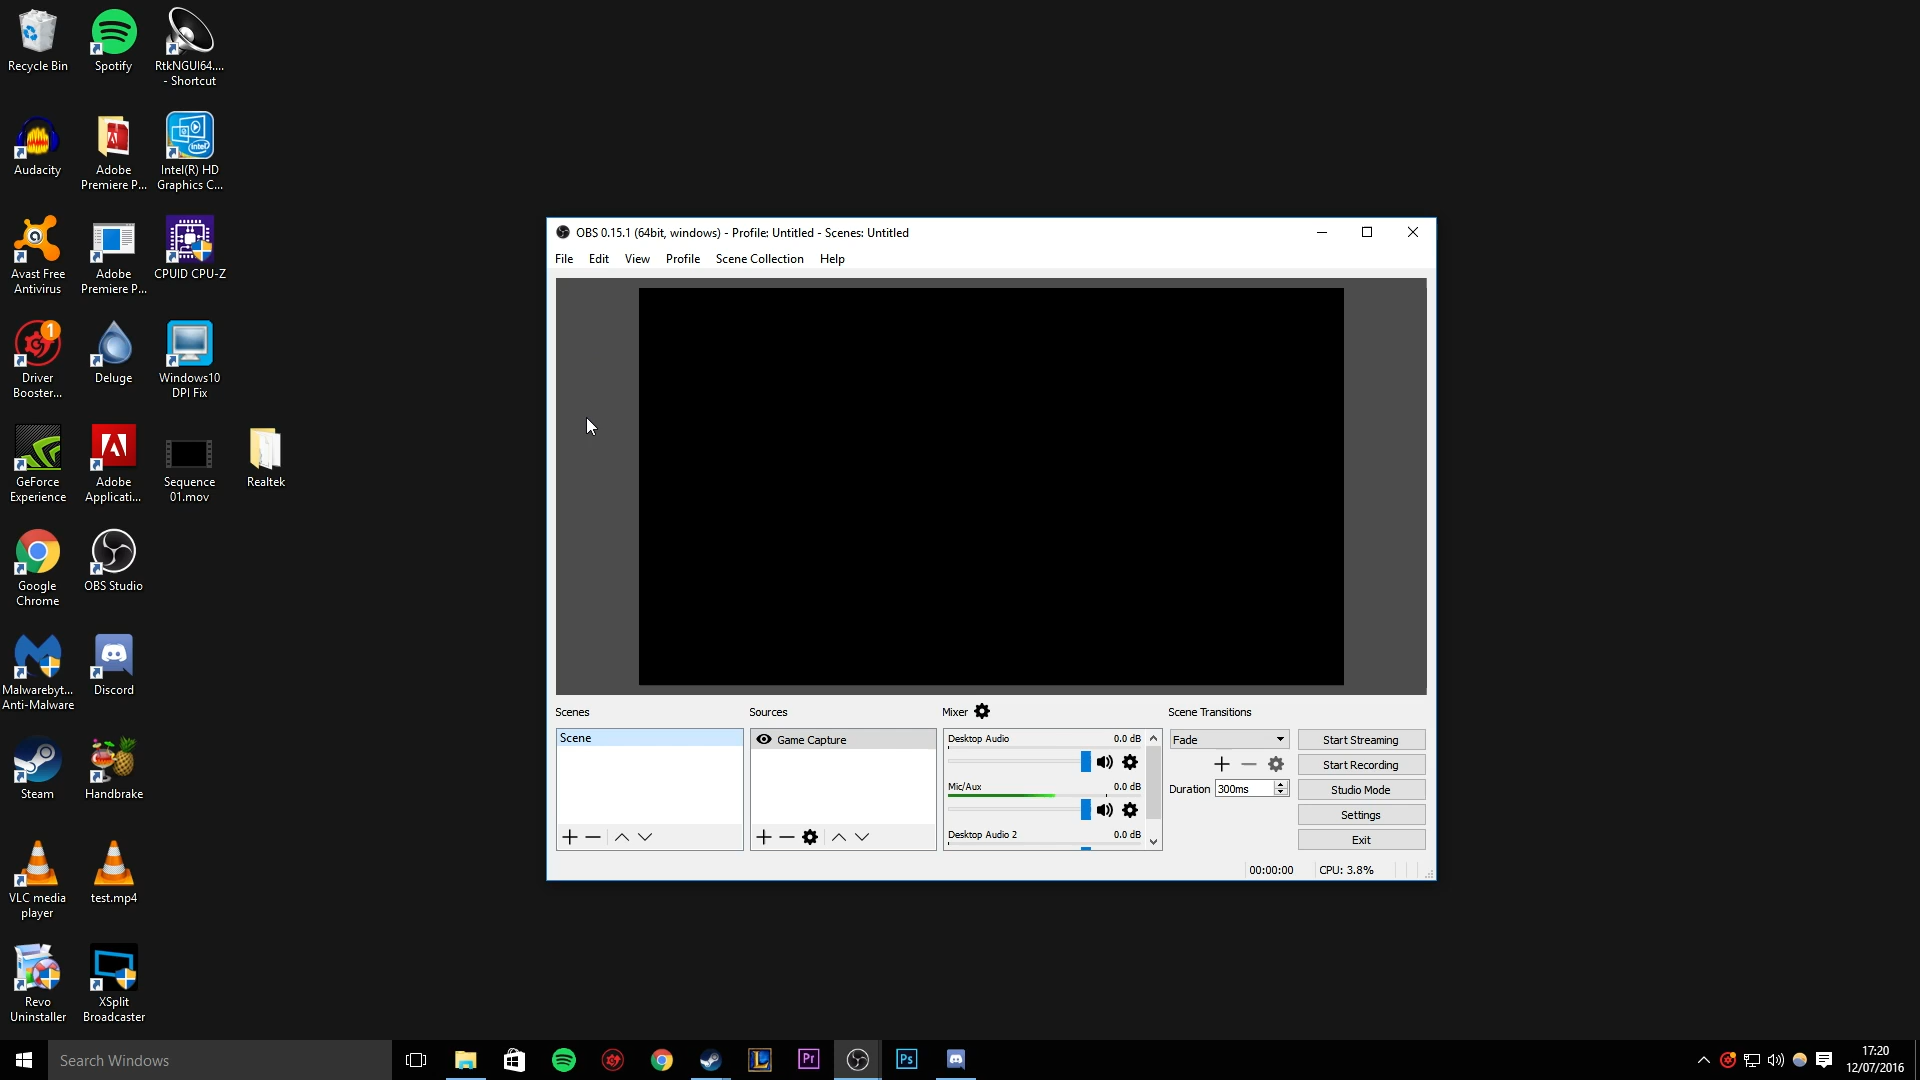 Recycle Bin
Spotify
RtkNGUI64....
- Shortcut
Audacity
Adobe
Premiere P...
Intel(R) HD
Graphics C...
intel
Avast Free
Antivirus
Adobe
Premiere P...
CPUID CPU-Z
1
Driver
Booster...
Deluge
Windows10
DPI Fix
GeForce
Experience
Adobe
Applicati...
Sequence
01.mov
Realtek
Google
Chrome
OBS Studio
Malwarebyt...
Anti-Malware
Discord
Steam
Handbrake
VLC media
player
test.mp4
Revo
Uninstaller
XSplit
Broadcaster
OBS 0.15.1 (64bit, windows) - Profile: Untitled - Scenes: Untitled
File Edit View Profile Scene Collection Help
Scenes
Scene
Sources
Game Capture
Mixer
Desktop Audio 0.0 dB
Mic/Aux 0.0 dB
Desktop Audio 2 0.0 dB
Scene Transitions
Fade
Duration 300ms
Start Streaming
Start Recording
Studio Mode
Settings
Exit
00:00:00 CPU: 3.8%
Search Windows
L
Pr
Ps
17:20
12/07/2016